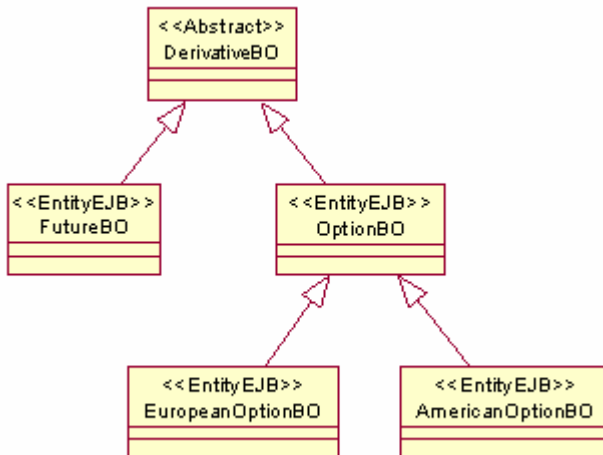 <<Abstract>>
DerivativeBO
<<EntityEJB>>
FutureBO
<<EntityEJB>>
OptionBO
<<EntityEJB>>
EuropeanOptionBO
<<EntityEJB>>
AmericanOptionBO